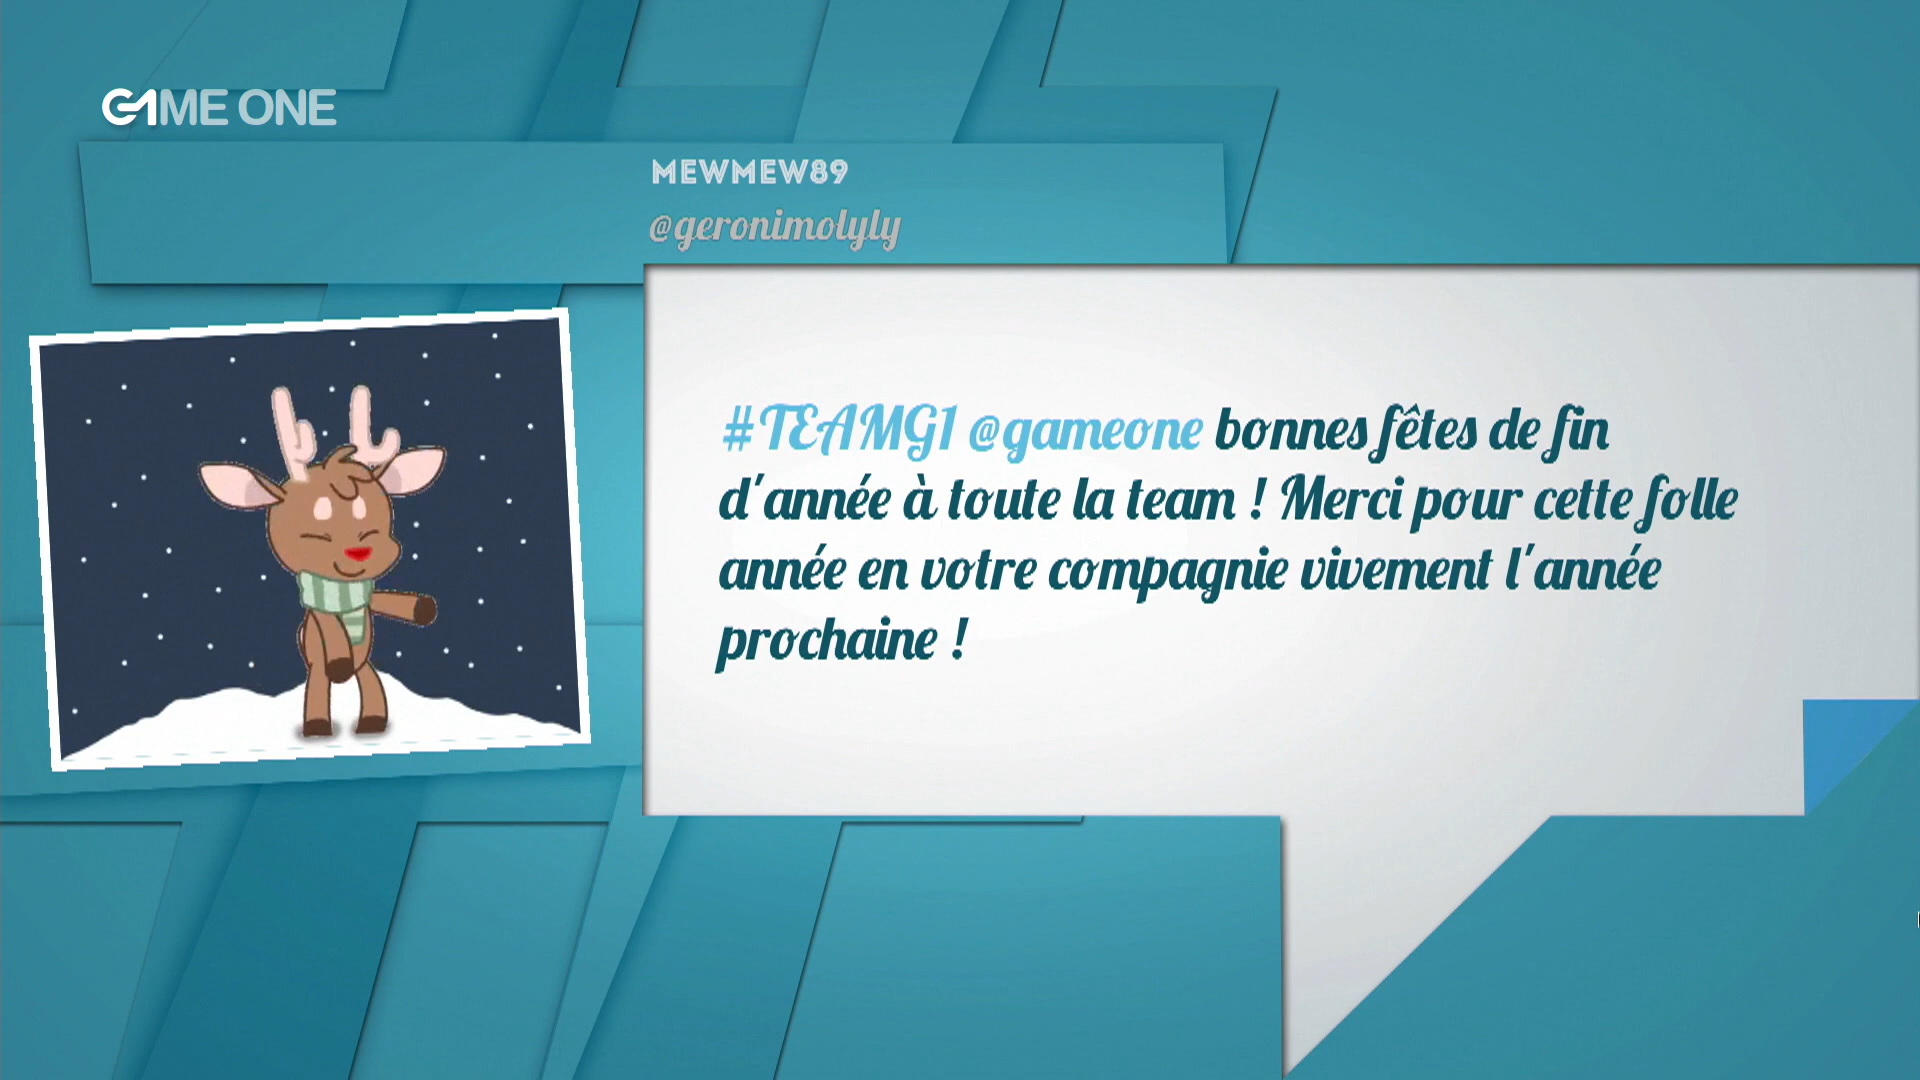 GAME ONE
MEWMEW89
@geronimolyly
#TEAMG1 @gameone bonnes fêtes de fin
d'année à toute la team ! Merci pour cette folle
année en votre compagnie vivement l'année
prochaine !